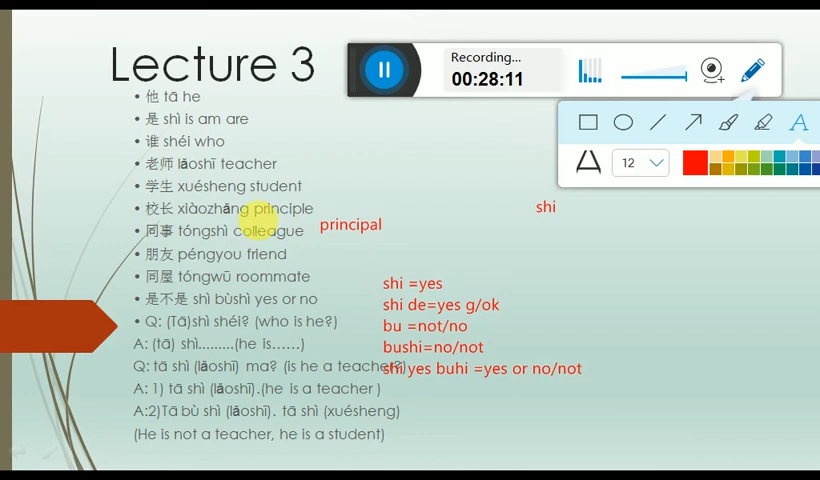 Lecture 3
Recording...
00:28:11
A
12
• 他 tā he
• 是 shì is am are
• 谁 shéi who
• 老师 lǎoshī teacher
• 学生 xuésheng student
• 校长 xiàozhǎng principle
principal
shi
• 同事 tóngshì colleague
• 朋友 péngyou friend
• 同屋 tóngwū roommate
• 是不是 shì bùshì yes or no
• Q: (Tā)shì shéi? (who is he?)
A: (tā) shì.........(he is......)
Q: tā shì (lǎoshī) ma? (is he a teacher?)
A: 1) tā shì (lǎoshī).(he is a teacher )
A:2)Tā bù shì (lǎoshī). tā shì (xuésheng)
(He is not a teacher, he is a student)
shi =yes
shi de=yes g/ok
bu =not/no
bushi=no/not
shi yes buhi =yes or no/not